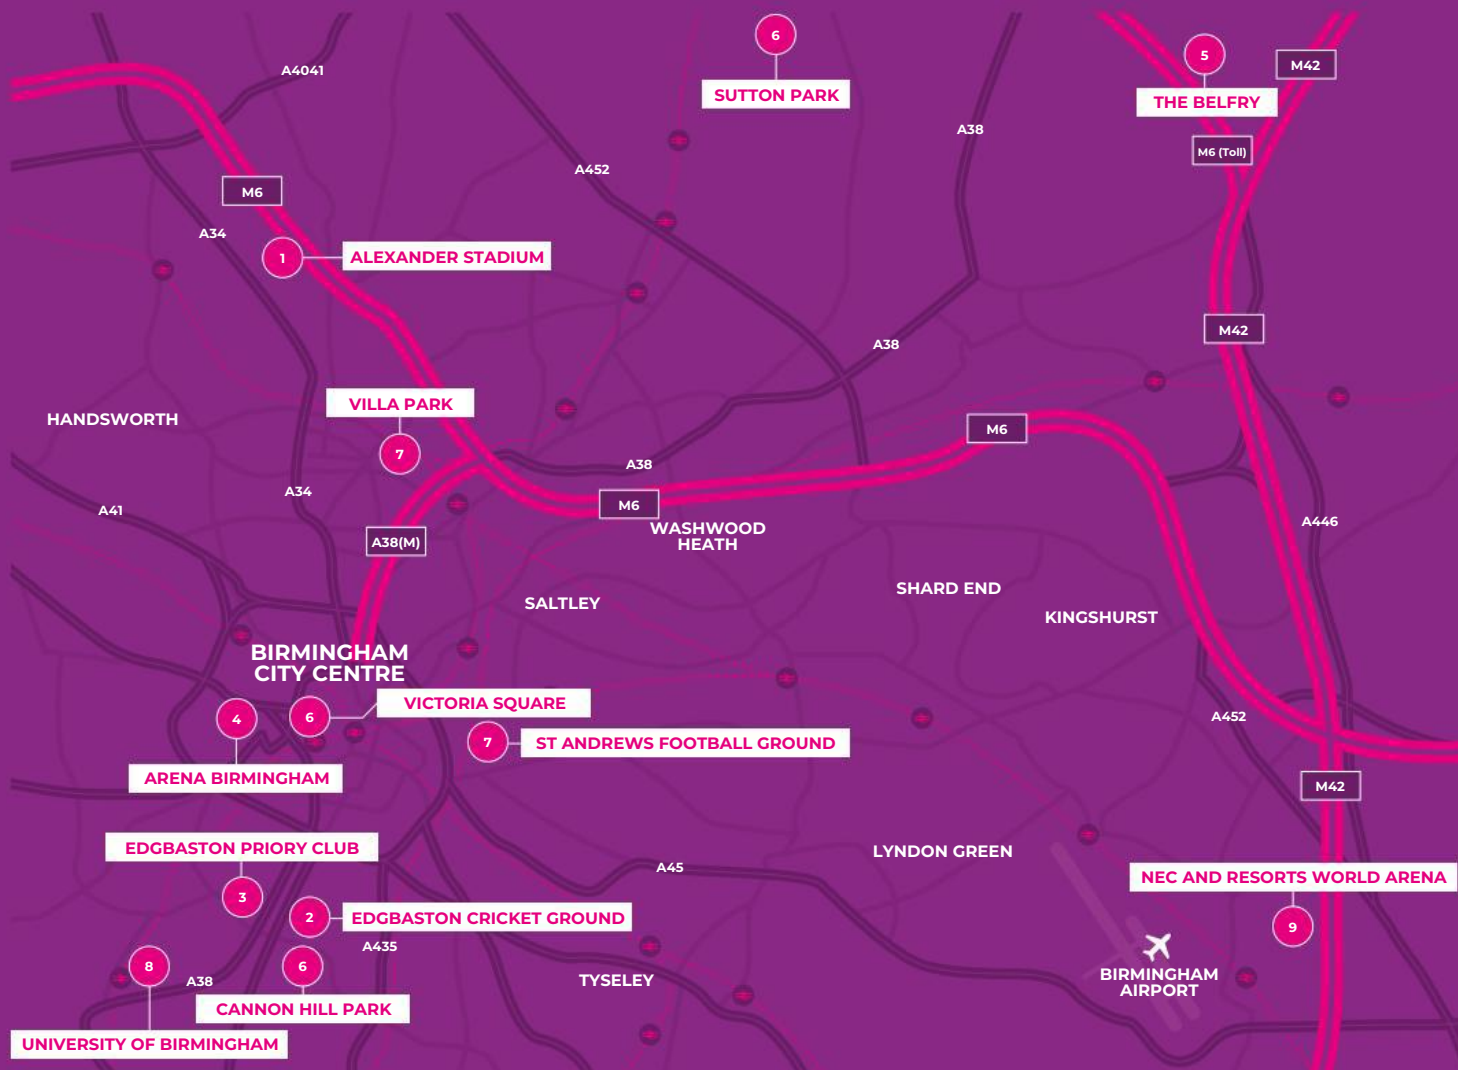 6
SUTTON PARK
5
THE BELFRY
M42
M6 (Toll)
A4041
A38
A452
M6
A34
1
ALEXANDER STADIUM
M42
A38
VILLA PARK
7
HANDSWORTH
M6
A38
A34
M6
A41
A38(M)
WASHWOOD
HEATH
A446
SHARD END
SALTLEY
KINGSHURST
BIRMINGHAM
CITY CENTRE
4
6
VICTORIA SQUARE
A452
7
ST ANDREWS FOOTBALL GROUND
ARENA BIRMINGHAM
M42
EDGBASTON PRIORY CLUB
LYNDON GREEN
A45
NEC AND RESORTS WORLD ARENA
3
2
EDGBASTON CRICKET GROUND
9
A435
8
6
A38
TYSELEY
BIRMINGHAM
AIRPORT
CANNON HILL PARK
UNIVERSITY OF BIRMINGHAM